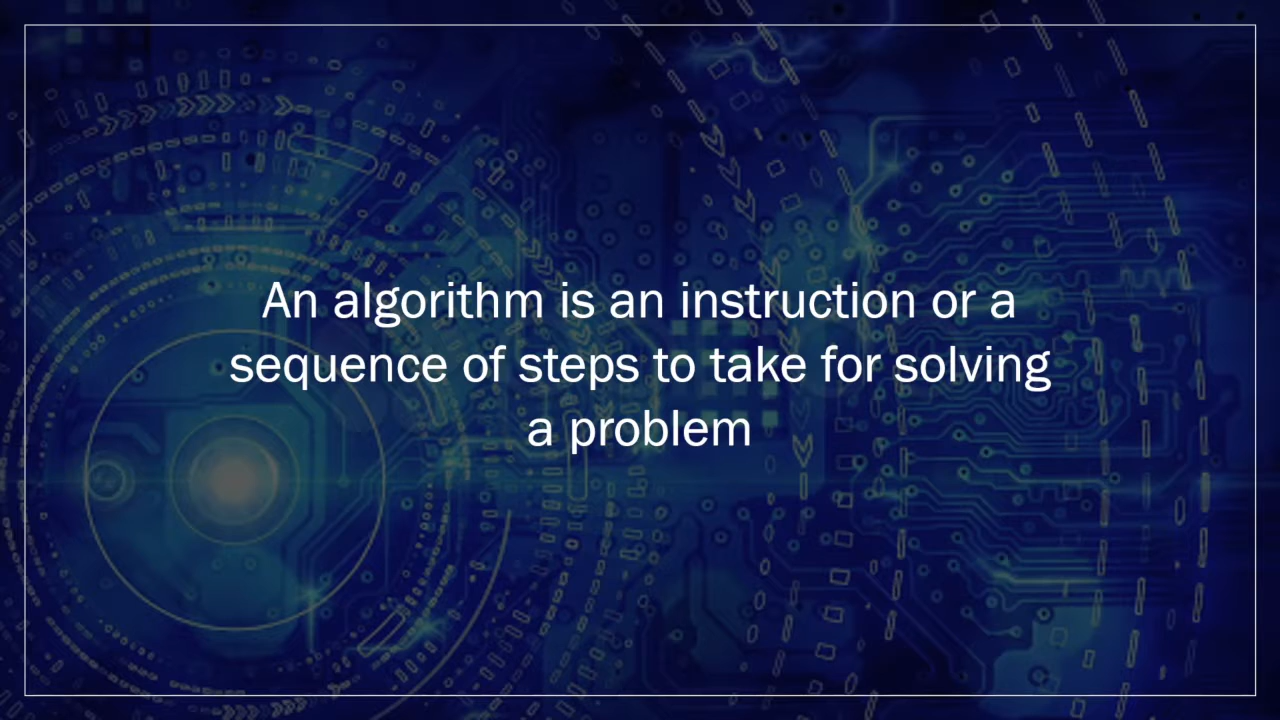 An algorithm is an instruction or a
sequence of steps to take for solving
a problem